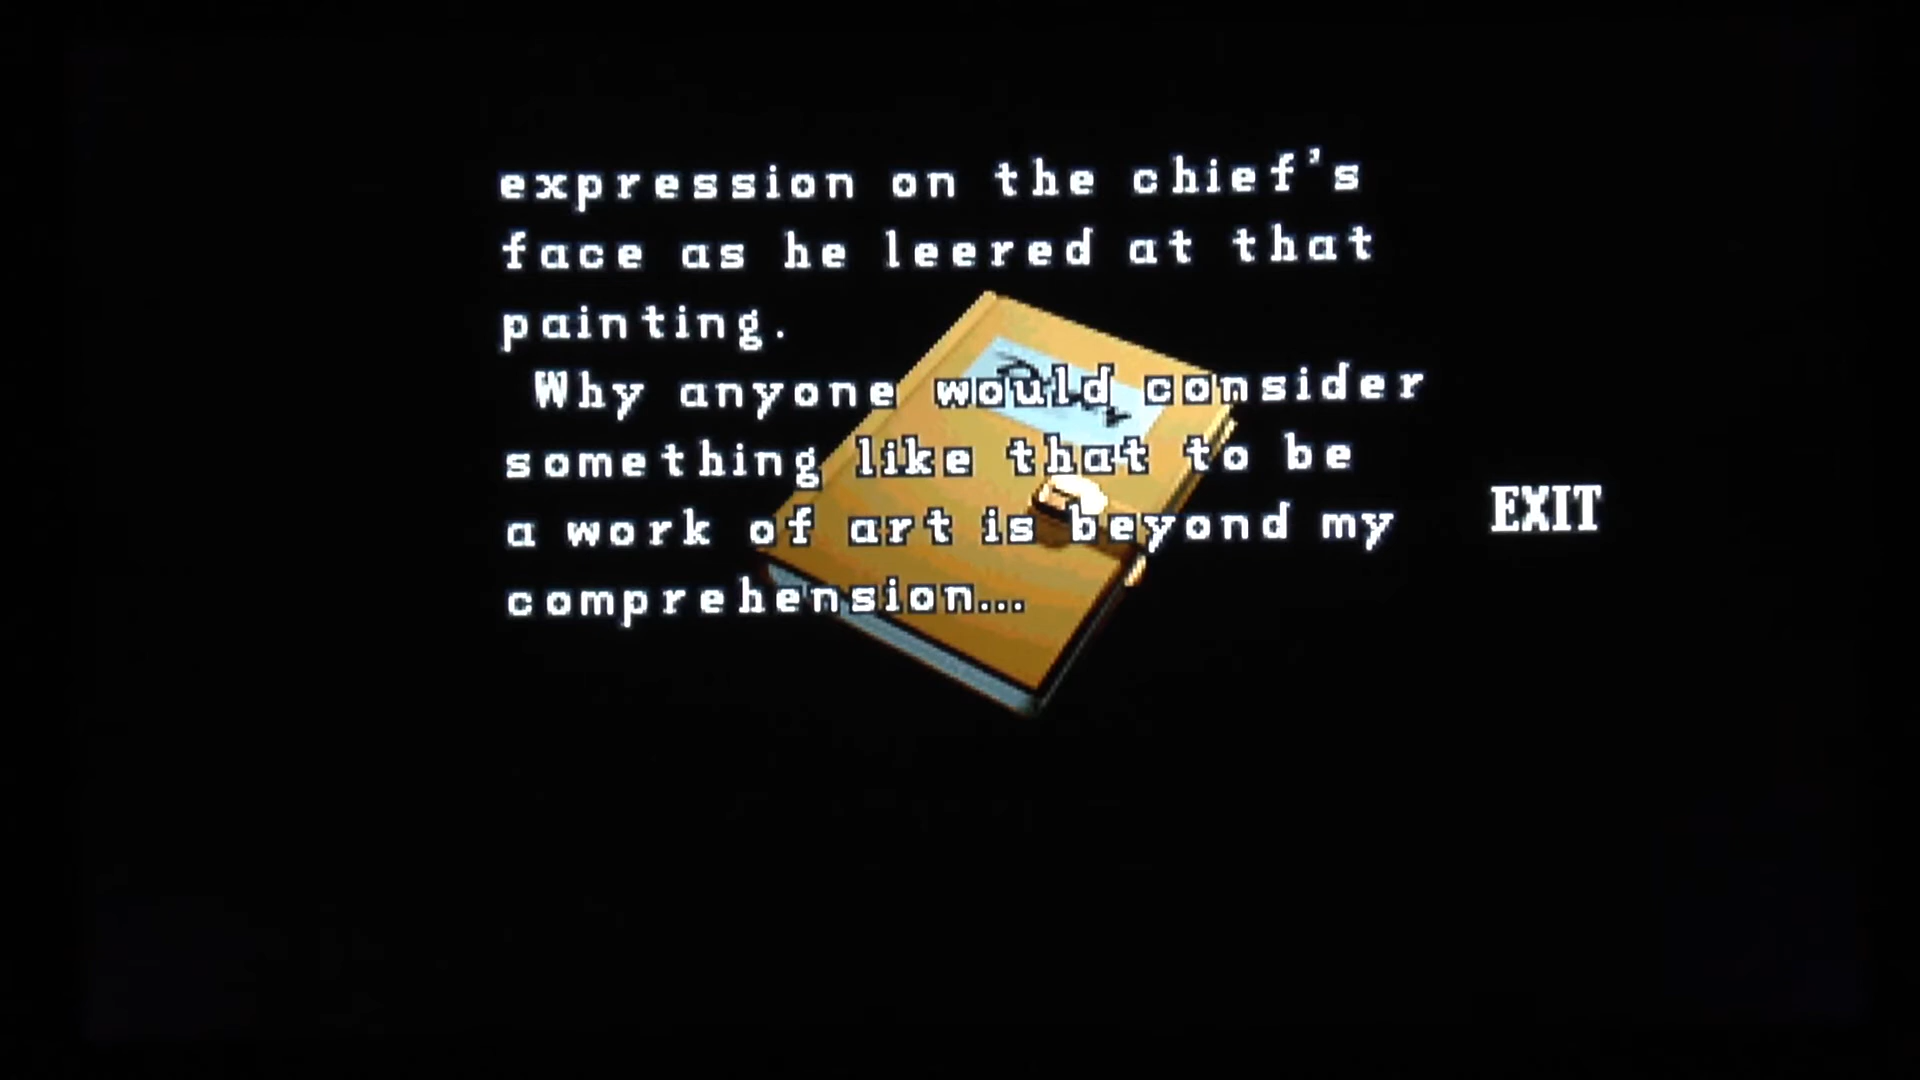 expression on the chief's
face as he leered at that
painting.
Why anyone would consider
something like that to be
a work of art is beyond my
comprehension...
EXIT
Diary